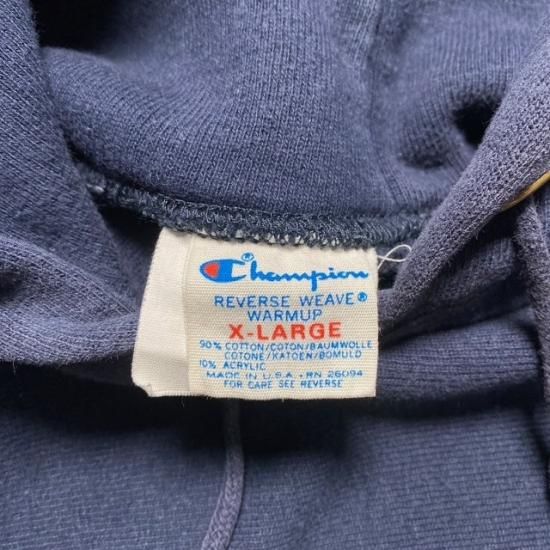 Champion
REVERSE WEAVE®
WARMUP
X-LARGE
90% COTTON/COTON/BAUMWOLLE
COTONE/KATOEN/BOMULD
10% ACRYLIC
MADE IN U.S.A. • RN 26094
FOR CARE SEE REVERSE